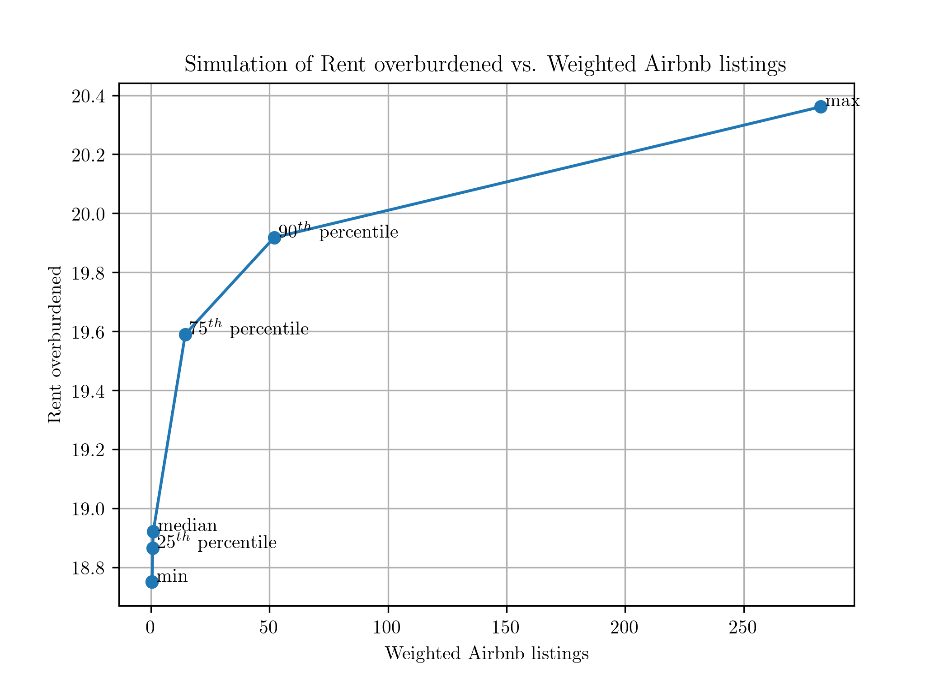 Simulation of Rent overburdened vs. Weighted Airbnb listings
20.4
max
20.2
20.0
90th percentile
19.8
19.6
75th percentile
19.4
19.2
19.0
median
25th percentile
18.8
min
Rent overburdened
0 50 100 150 200 250
Weighted Airbnb listings